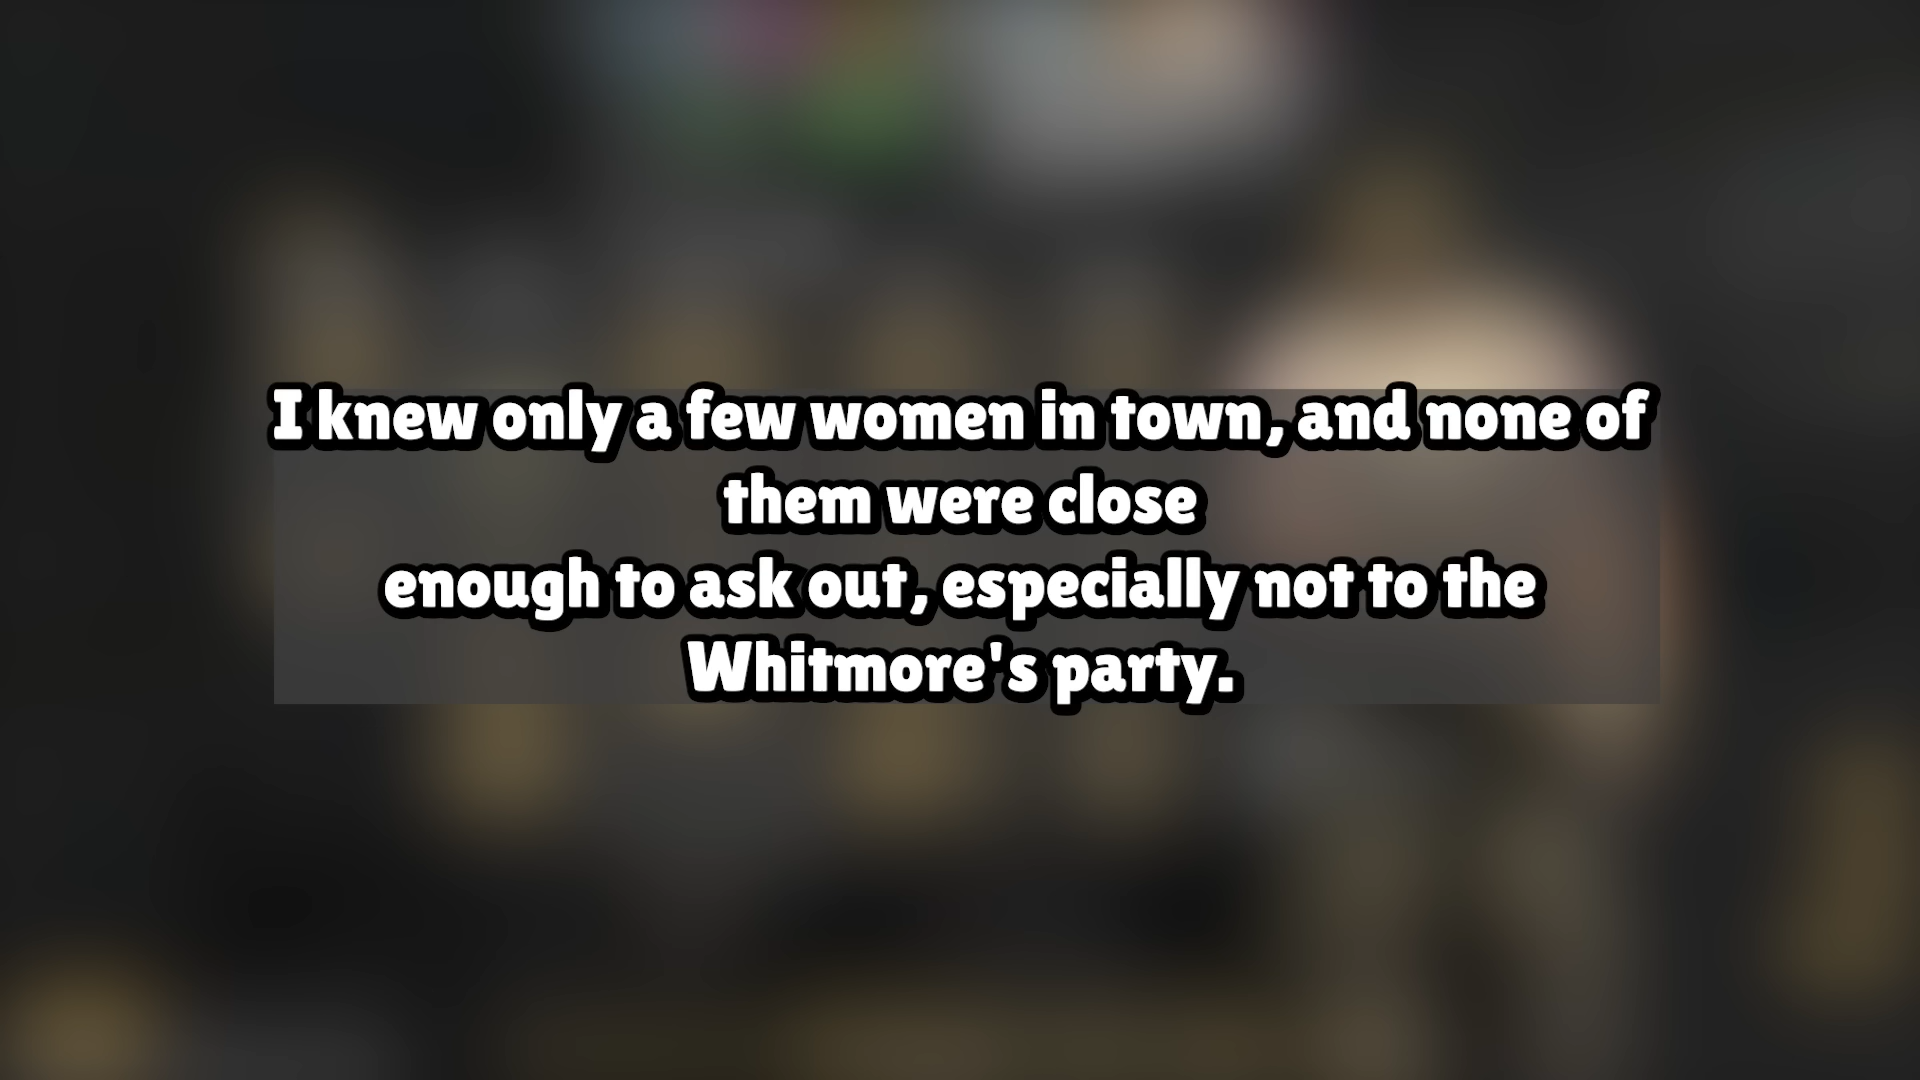 I knew only a few women in town, and none of
them were close
enough to ask out, especially not to the
Whitmore's party.